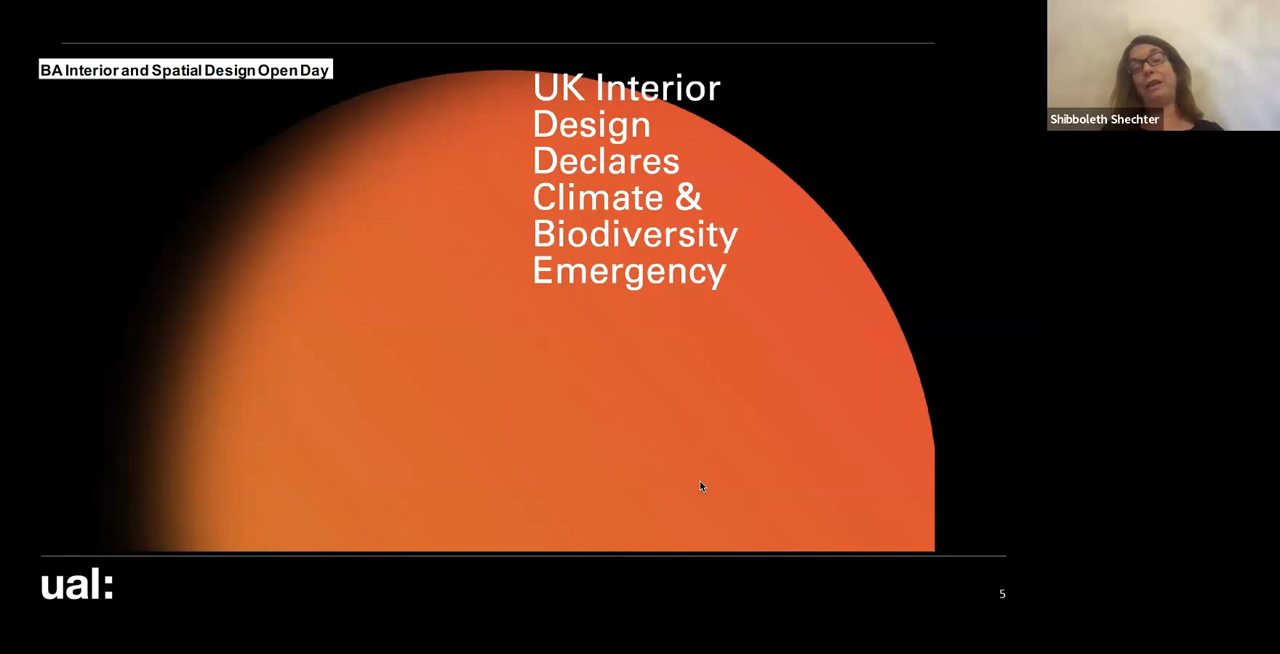 BA Interior and Spatial Design Open Day
UK Interior
Design
Declares
Climate &
Biodiversity
Emergency
Shibboleth Shechter
ual:
5